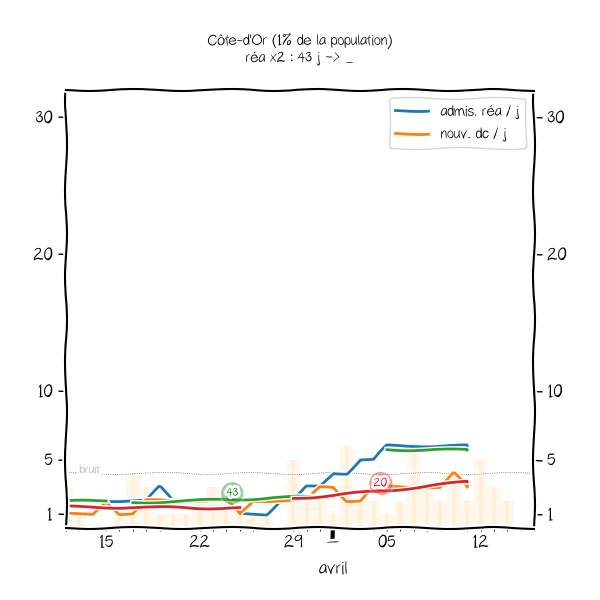 Côte-d'Or (1% de la population)
réa x2 : 43 j -> _
admis. réa / j
nouv. dc / j
30 30
20 20
10 10
5 5
bruit
43
20
1 1
15 22 29 1 05 12
avril